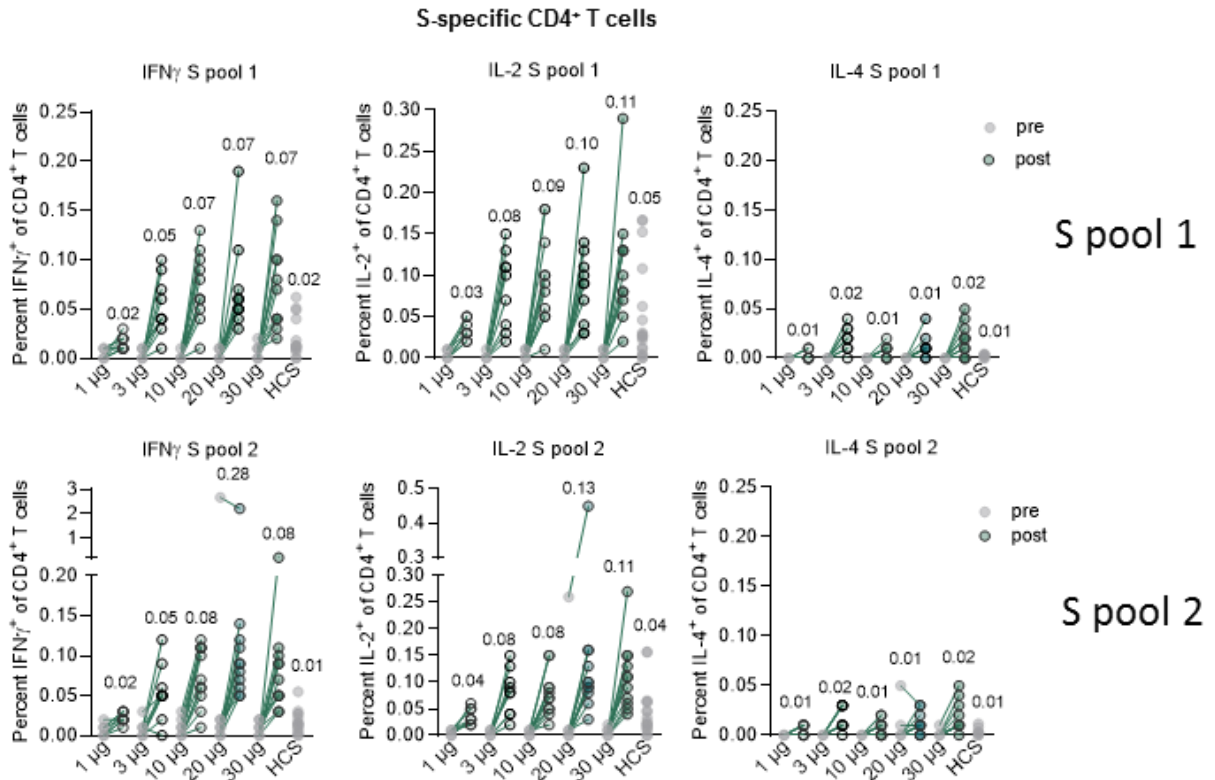 S-specific CD4⁺ T cells
IFNγ S pool 1
Percent IFNγ⁺ of CD4⁺ T cells
0.25
0.20
0.15
0.10
0.05
0.00
0.02
0.05
0.07
0.07
0.07
0.02
1 µg
3 µg
10 µg
20 µg
30 µg
HCS
IL-2 S pool 1
Percent IL-2⁺ of CD4⁺ T cells
0.30
0.25
0.20
0.15
0.10
0.05
0.00
0.03
0.08
0.09
0.10
0.11
0.05
1 µg
3 µg
10 µg
20 µg
30 µg
HCS
IL-4 S pool 1
Percent IL-4⁺ of CD4⁺ T cells
0.25
0.20
0.15
0.10
0.05
0.00
0.01
0.02
0.01
0.01
0.02
0.01
1 µg
3 µg
10 µg
20 µg
30 µg
HCS
pre
post
S pool 1
IFNγ S pool 2
Percent IFNγ⁺ of CD4⁺ T cells
3
2
1
0.20
0.15
0.10
0.05
0.00
0.02
0.05
0.08
0.28
0.08
0.01
1 µg
3 µg
10 µg
20 µg
30 µg
HCS
IL-2 S pool 2
Percent IL-2⁺ of CD4⁺ T cells
0.5
0.4
0.3
0.30
0.25
0.20
0.15
0.10
0.05
0.00
0.04
0.08
0.08
0.13
0.11
0.04
1 µg
3 µg
10 µg
20 µg
30 µg
HCS
IL-4 S pool 2
Percent IL-4⁺ of CD4⁺ T cells
0.25
0.20
0.15
0.10
0.05
0.00
0.01
0.02
0.01
0.01
0.02
0.01
1 µg
3 µg
10 µg
20 µg
30 µg
HCS
pre
post
S pool 2